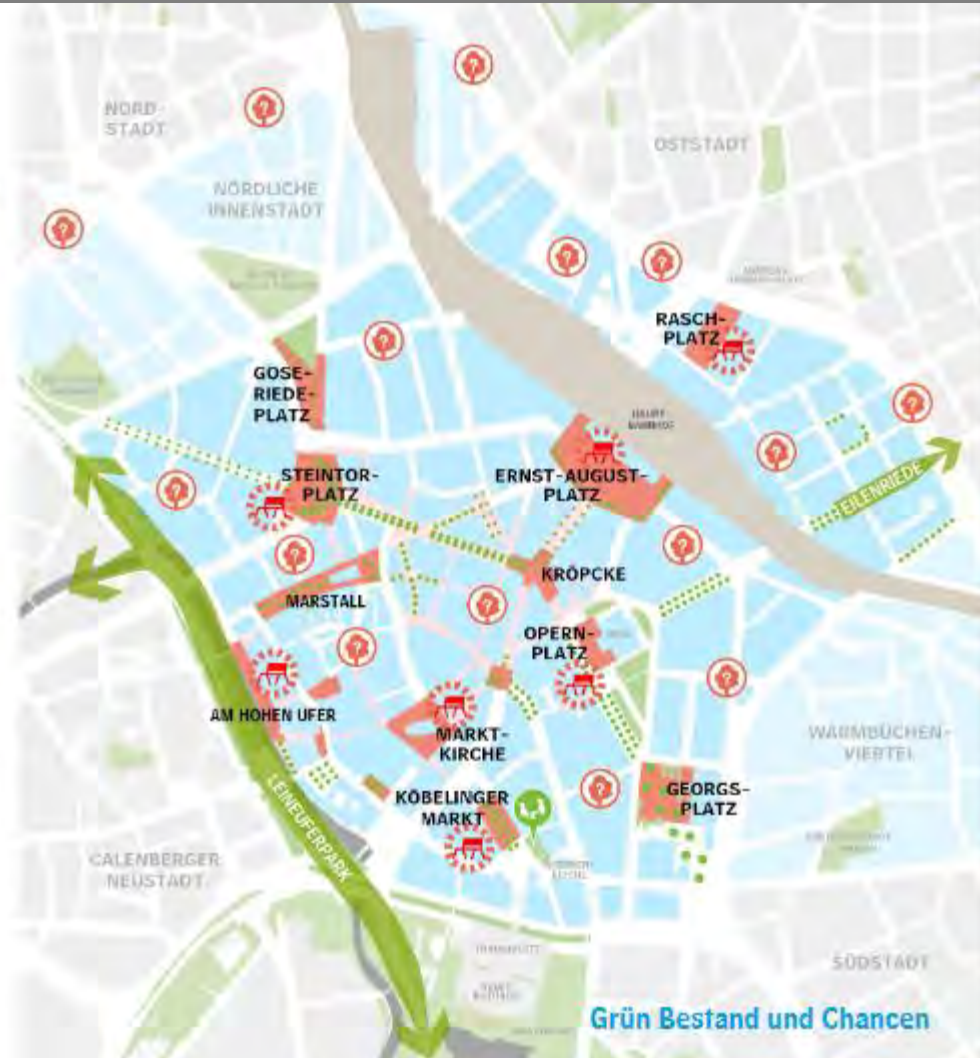 NORD-
STADT
OSTSTADT
NÖRDLICHE
INNENSTADT
RASCH-
PLATZ
GOSE-
RIEDE-
PLATZ
HAUPT-
BAHNHOF
STEINTOR-
PLATZ
ERNST-AUGUST-
PLATZ
EILENRIEDE
KRÖPCKE
MARSTALL
OPERN-
PLATZ
AM HOHEN UFER
MARKT-
KIRCHE
WARMBÜCHEN-
VIERTEL
KÖBELINGER
MARKT
GEORGS-
PLATZ
LEINEUFERPARK
CALENBERGER
NEUSTADT
SÜDSTADT
Grün Bestand und Chancen